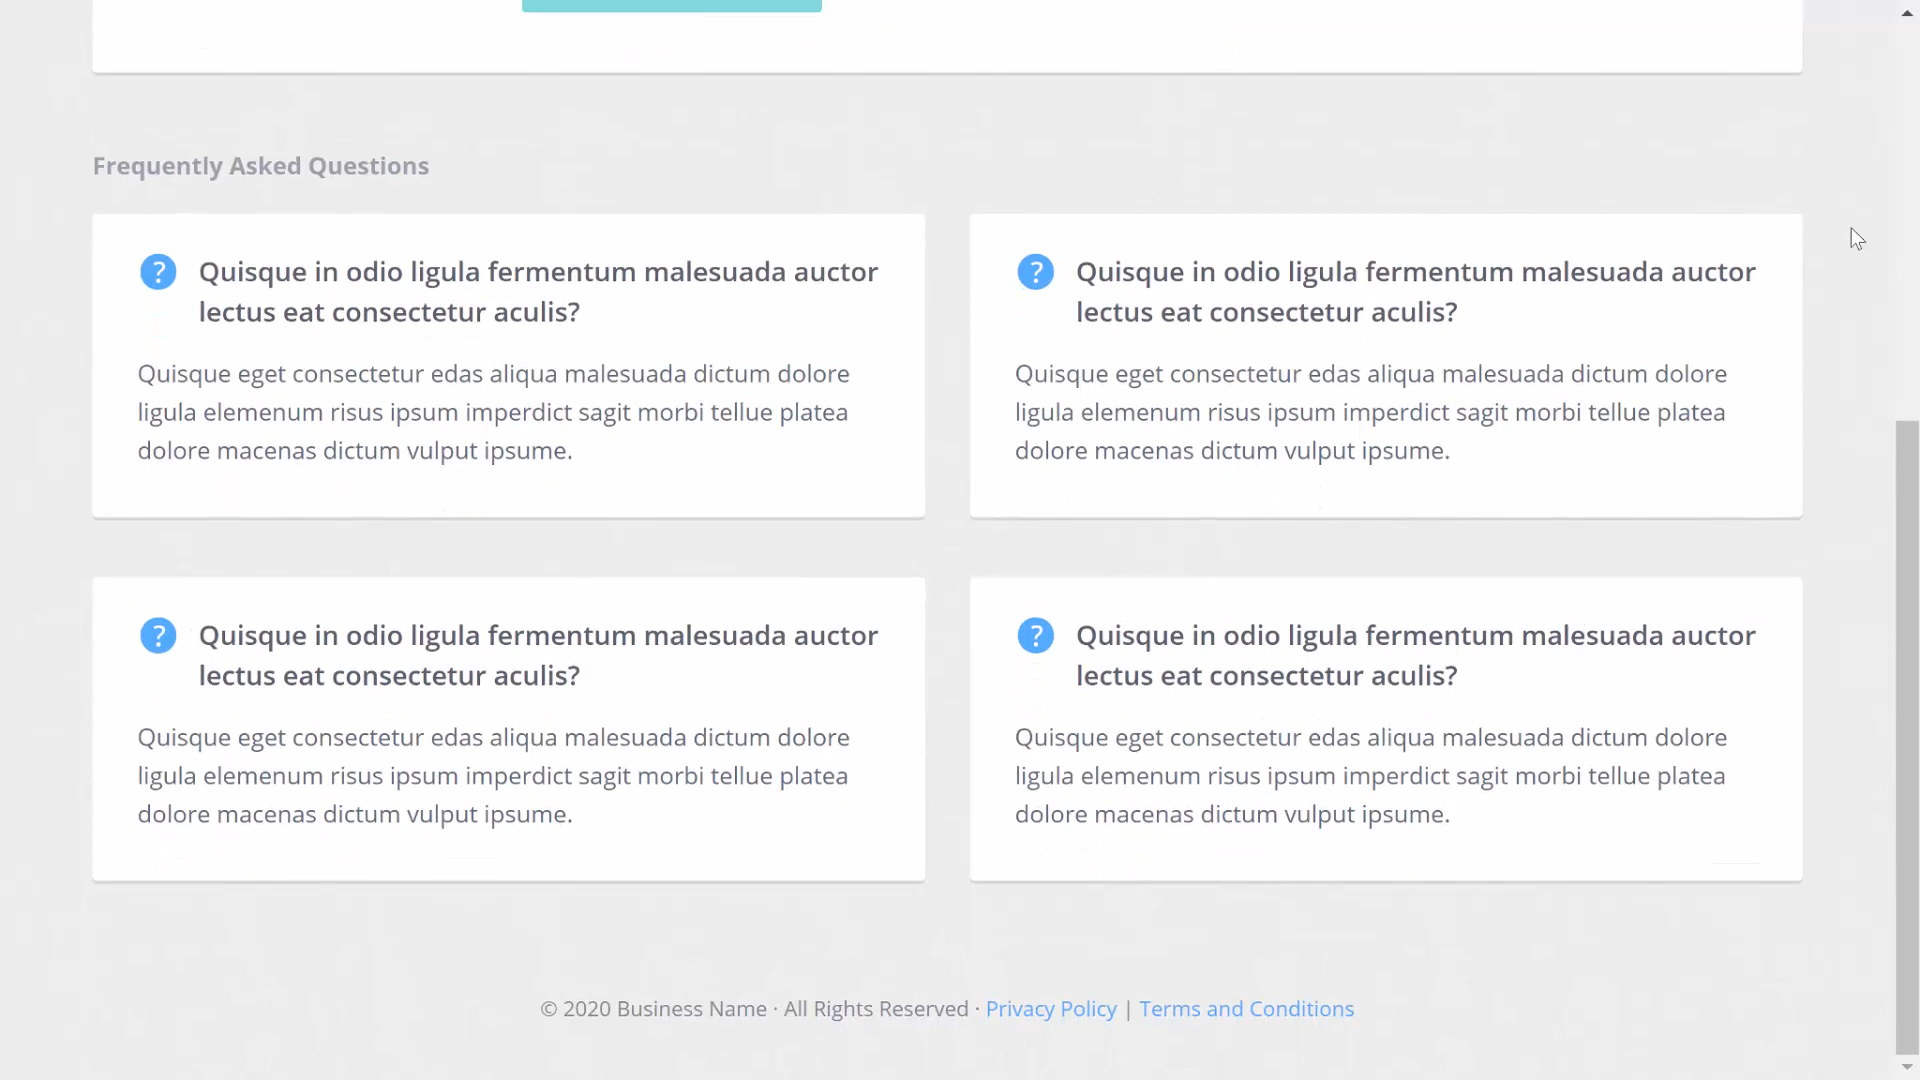 Frequently Asked Questions
? Quisque in odio ligula fermentum malesuada auctor
lectus eat consectetur aculis?
Quisque eget consectetur edas aliqua malesuada dictum dolore
ligula elemenum risus ipsum imperdict sagit morbi tellue platea
dolore macenas dictum vulput ipsume.
? Quisque in odio ligula fermentum malesuada auctor
lectus eat consectetur aculis?
Quisque eget consectetur edas aliqua malesuada dictum dolore
ligula elemenum risus ipsum imperdict sagit morbi tellue platea
dolore macenas dictum vulput ipsume.
? Quisque in odio ligula fermentum malesuada auctor
lectus eat consectetur aculis?
Quisque eget consectetur edas aliqua malesuada dictum dolore
ligula elemenum risus ipsum imperdict sagit morbi tellue platea
dolore macenas dictum vulput ipsume.
? Quisque in odio ligula fermentum malesuada auctor
lectus eat consectetur aculis?
Quisque eget consectetur edas aliqua malesuada dictum dolore
ligula elemenum risus ipsum imperdict sagit morbi tellue platea
dolore macenas dictum vulput ipsume.
© 2020 Business Name · All Rights Reserved · Privacy Policy | Terms and Conditions